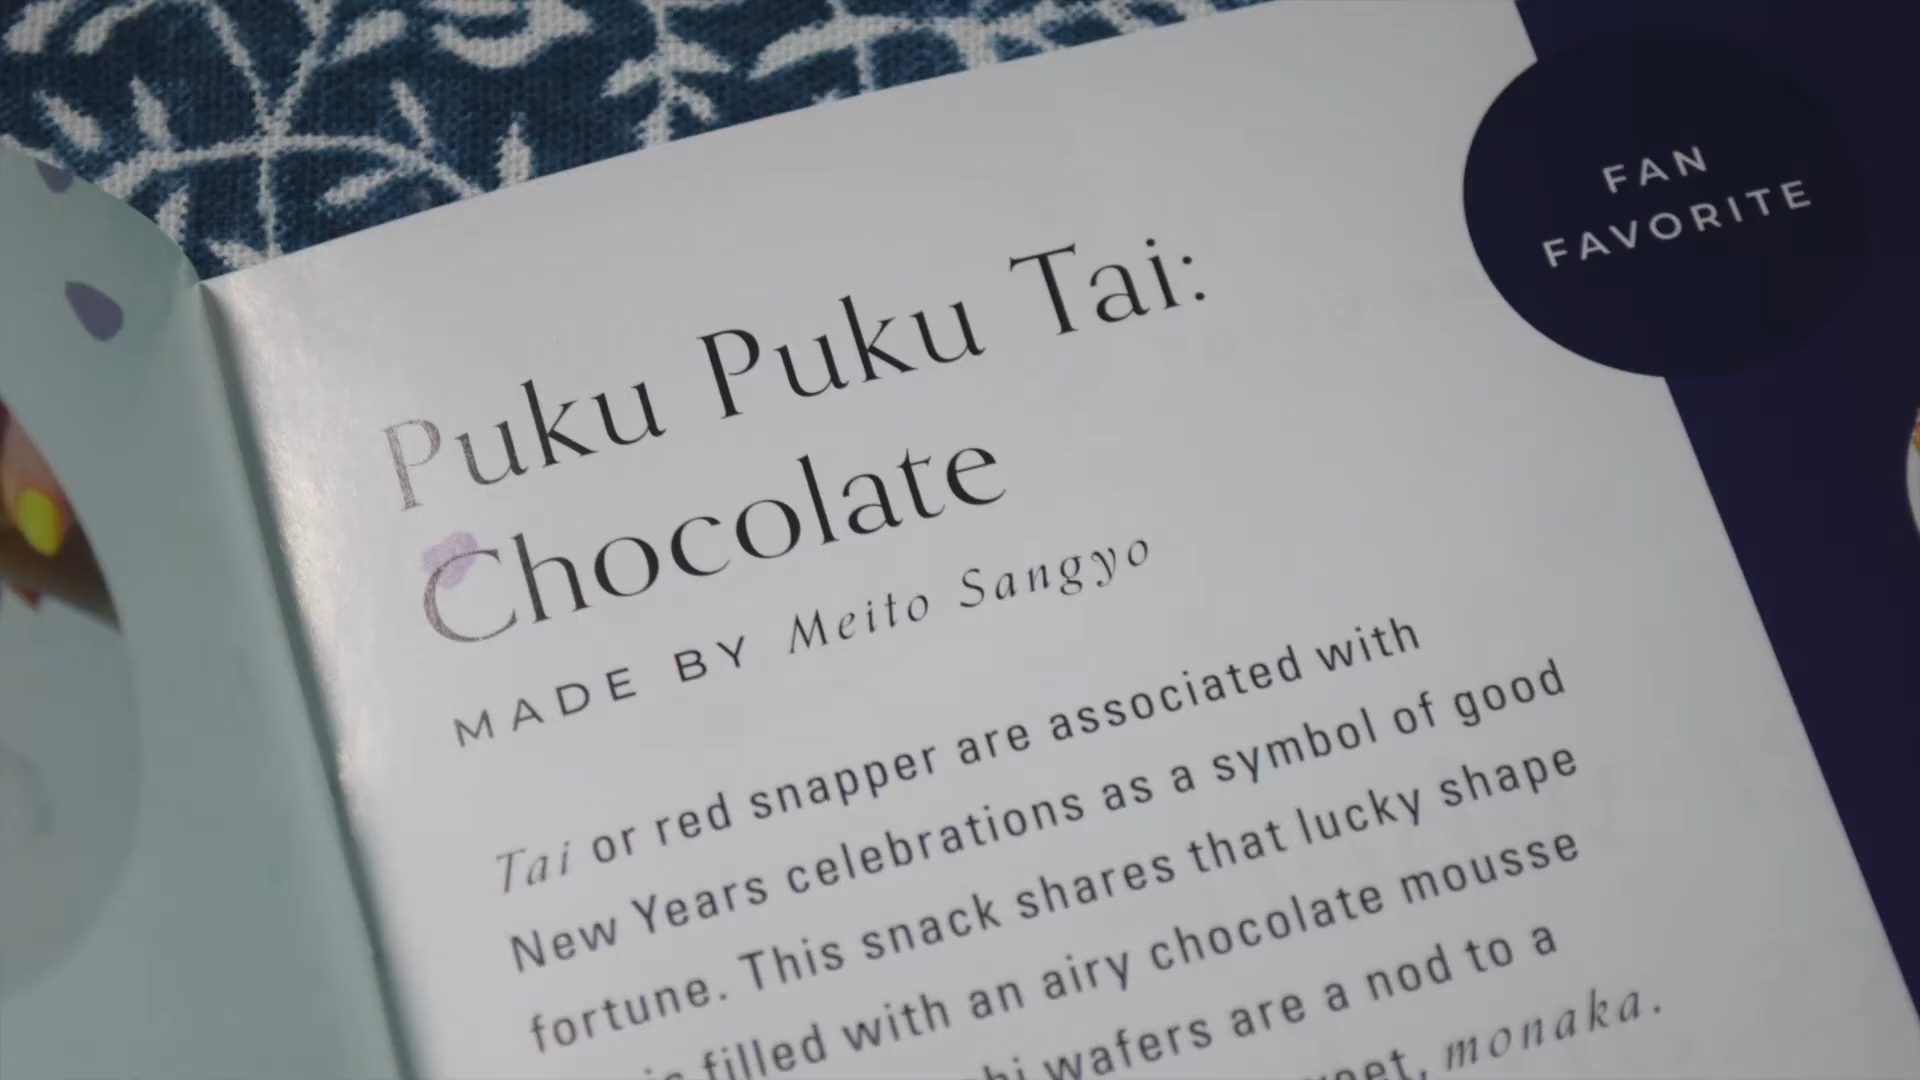 FAN
FAVORITE
Puku Puku Tai:
Chocolate
MADE BY Meito Sangyo
Tai or red snapper are associated with
New Years celebrations as a symbol of good
fortune. This snack shares that lucky shape
filled with an airy chocolate mousse
wafers are a nod to a
monaka.